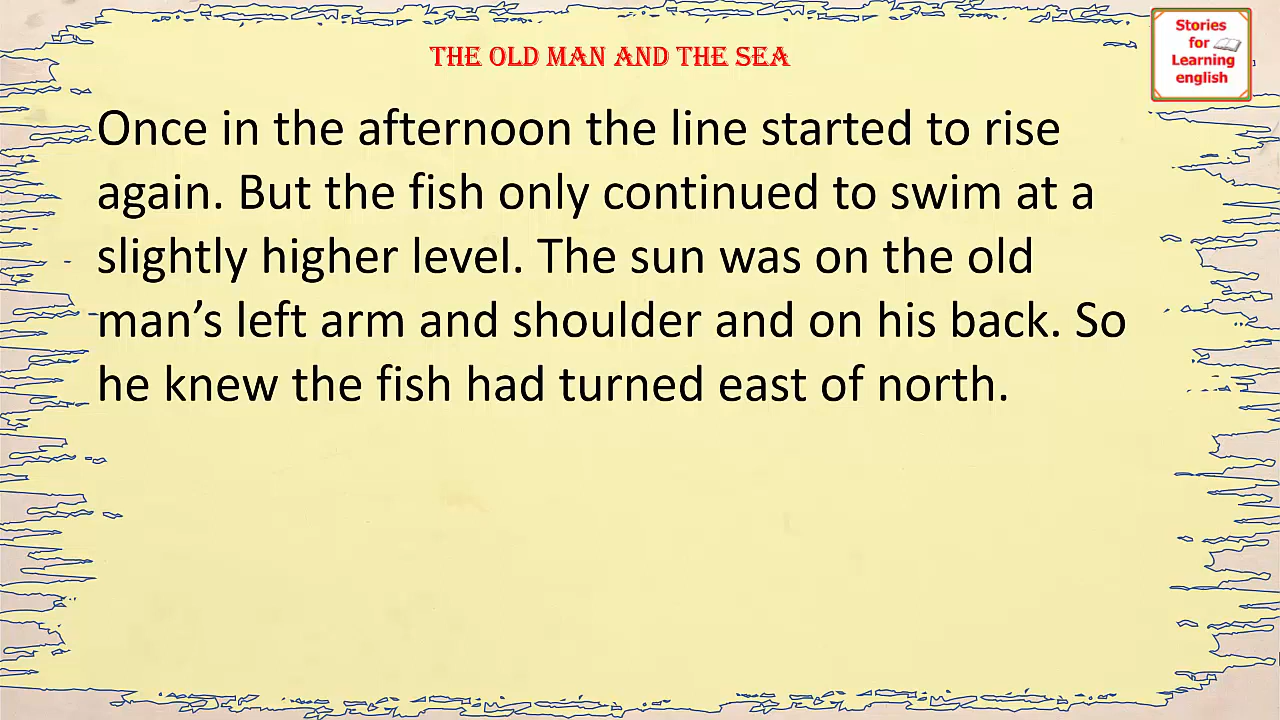 THE OLD MAN AND THE SEA
Stories
for
Learning
english
Once in the afternoon the line started to rise
again. But the fish only continued to swim at a
slightly higher level. The sun was on the old
man’s left arm and shoulder and on his back. So
he knew the fish had turned east of north.